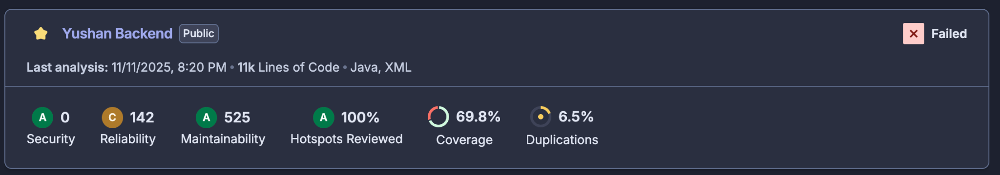 Yushan Backend Public
Failed
Last analysis: 11/11/2025, 8:20 PM • 11k Lines of Code • Java, XML
A 0 C 142 A 525 A 100% 69.8% 6.5%
Security Reliability Maintainability Hotspots Reviewed Coverage Duplications